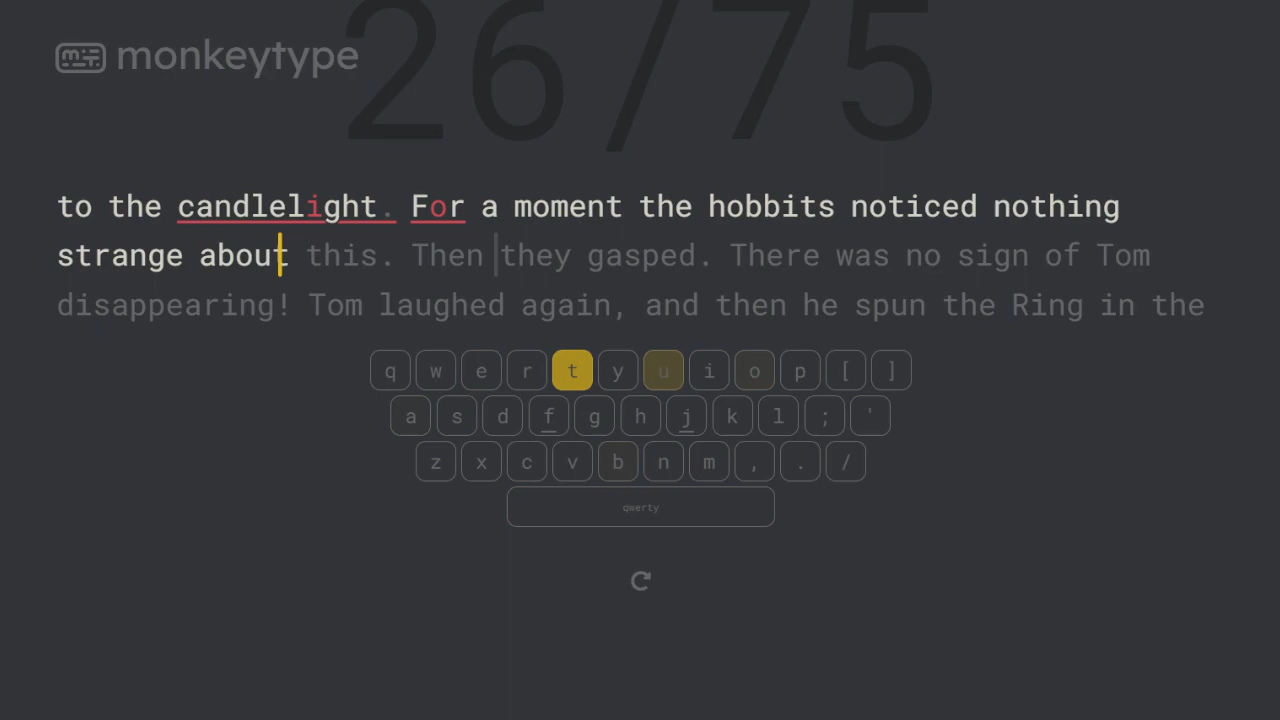 26/75
monkeytype
to the candlelight. For a moment the hobbits noticed nothing
strange about this. Then they gasped. There was no sign of Tom
disappearing! Tom laughed again, and then he spun the Ring in the
q w e r t y u i o p [ ]
a s d f g h j k l ; '
z x c v b n m , . /
qwerty